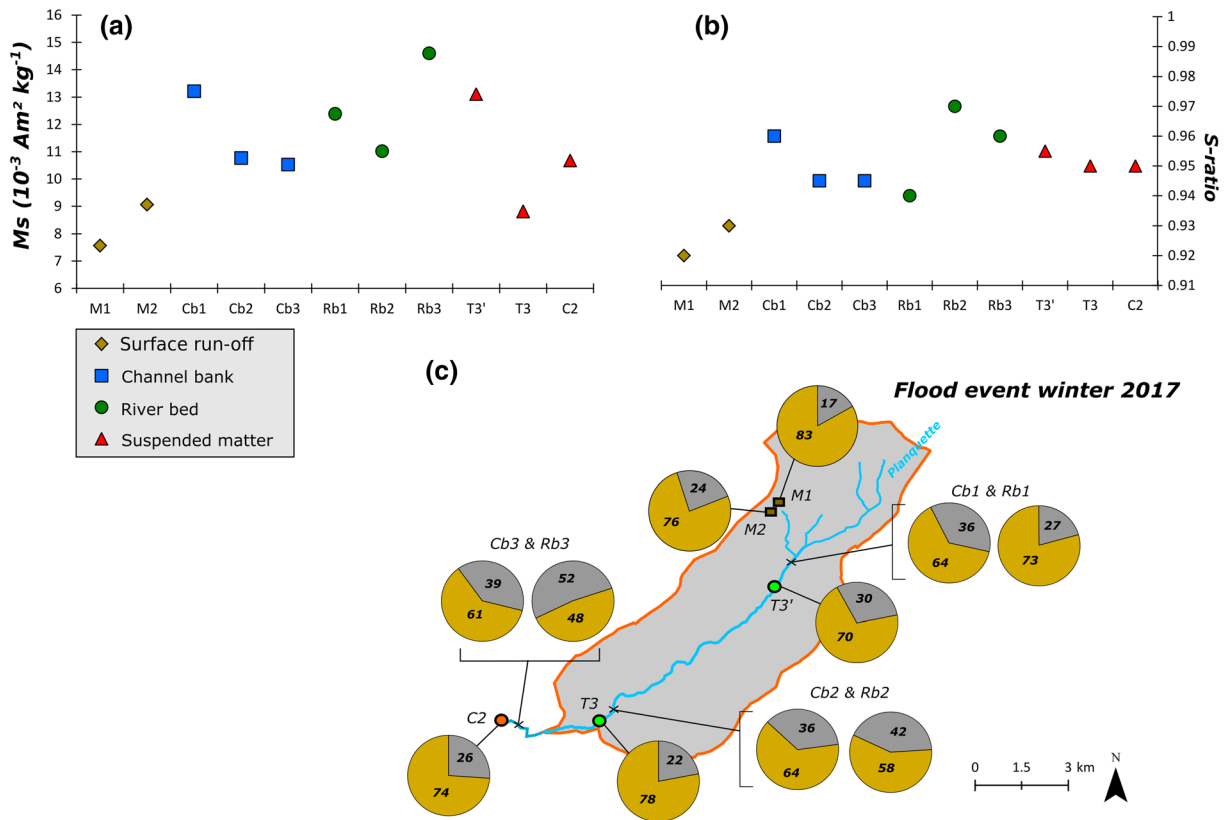 (a)
Ms (10⁻³ Am² kg⁻¹)
16
15
14
13
12
11
10
9
8
7
6
M1 M2 Cb1 Cb2 Cb3 Rb1 Rb2 Rb3 T3' T3 C2
(b)
1
0.99
0.98
0.97
0.96
0.95
0.94
0.93
0.92
0.91
S-ratio
M1 M2 Cb1 Cb2 Cb3 Rb1 Rb2 Rb3 T3' T3 C2
Surface run-off
Channel bank
River bed
Suspended matter
(c)
Flood event winter 2017
17
83
Planquette
24
76
M1
M2
Cb1 & Rb1
36
64
27
73
Cb3 & Rb3
39
61
52
48
T3'
30
70
Cb2 & Rb2
36
64
42
58
C2
T3
26
74
22
78
0 1.5 3 km
N